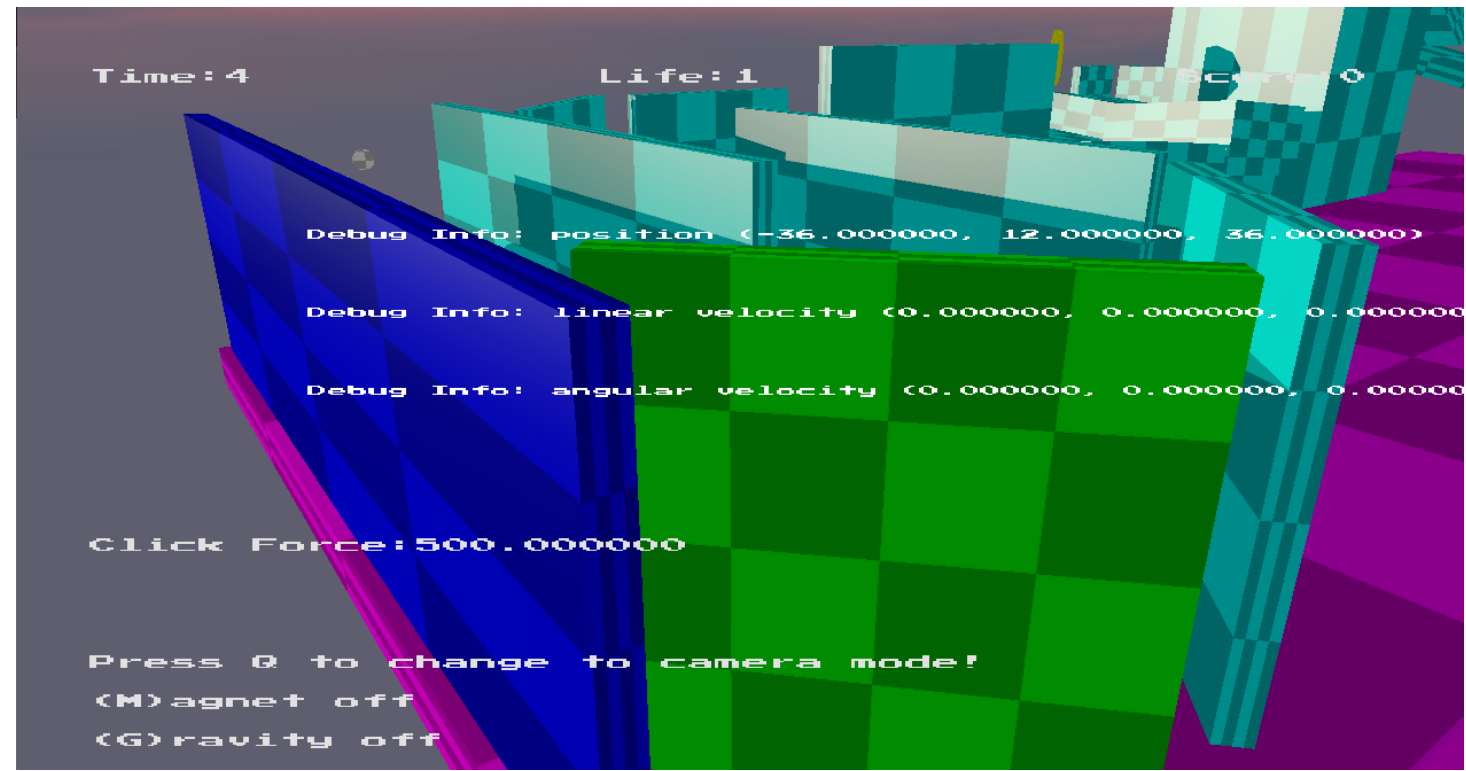 Time:4 Life:1 Score:0
Debug Info: position (-36.000000, 12.000000, 36.000000)
Debug Info: linear velocity (0.000000, 0.000000, 0.000000
Debug Info: angular velocity (0.000000, 0.000000, 0.00000
Click Force:500.000000
Press Q to change to camera mode!
(M)agnet off
(G)ravity off